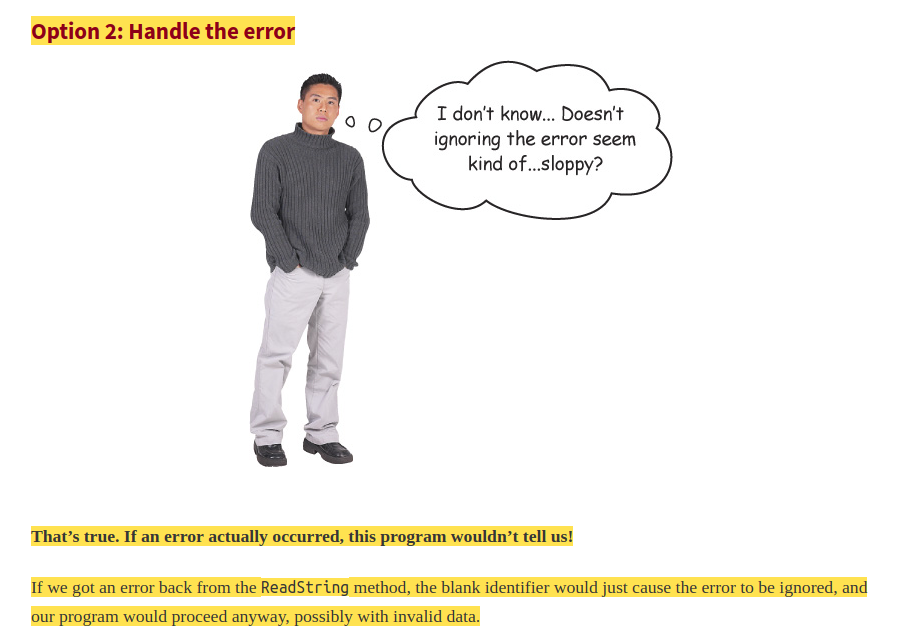 Option 2: Handle the error
I don't know... Doesn't
ignoring the error seem
kind of...sloppy?
That’s true. If an error actually occurred, this program wouldn’t tell us!
If we got an error back from the ReadString method, the blank identifier would just cause the error to be ignored, and
our program would proceed anyway, possibly with invalid data.